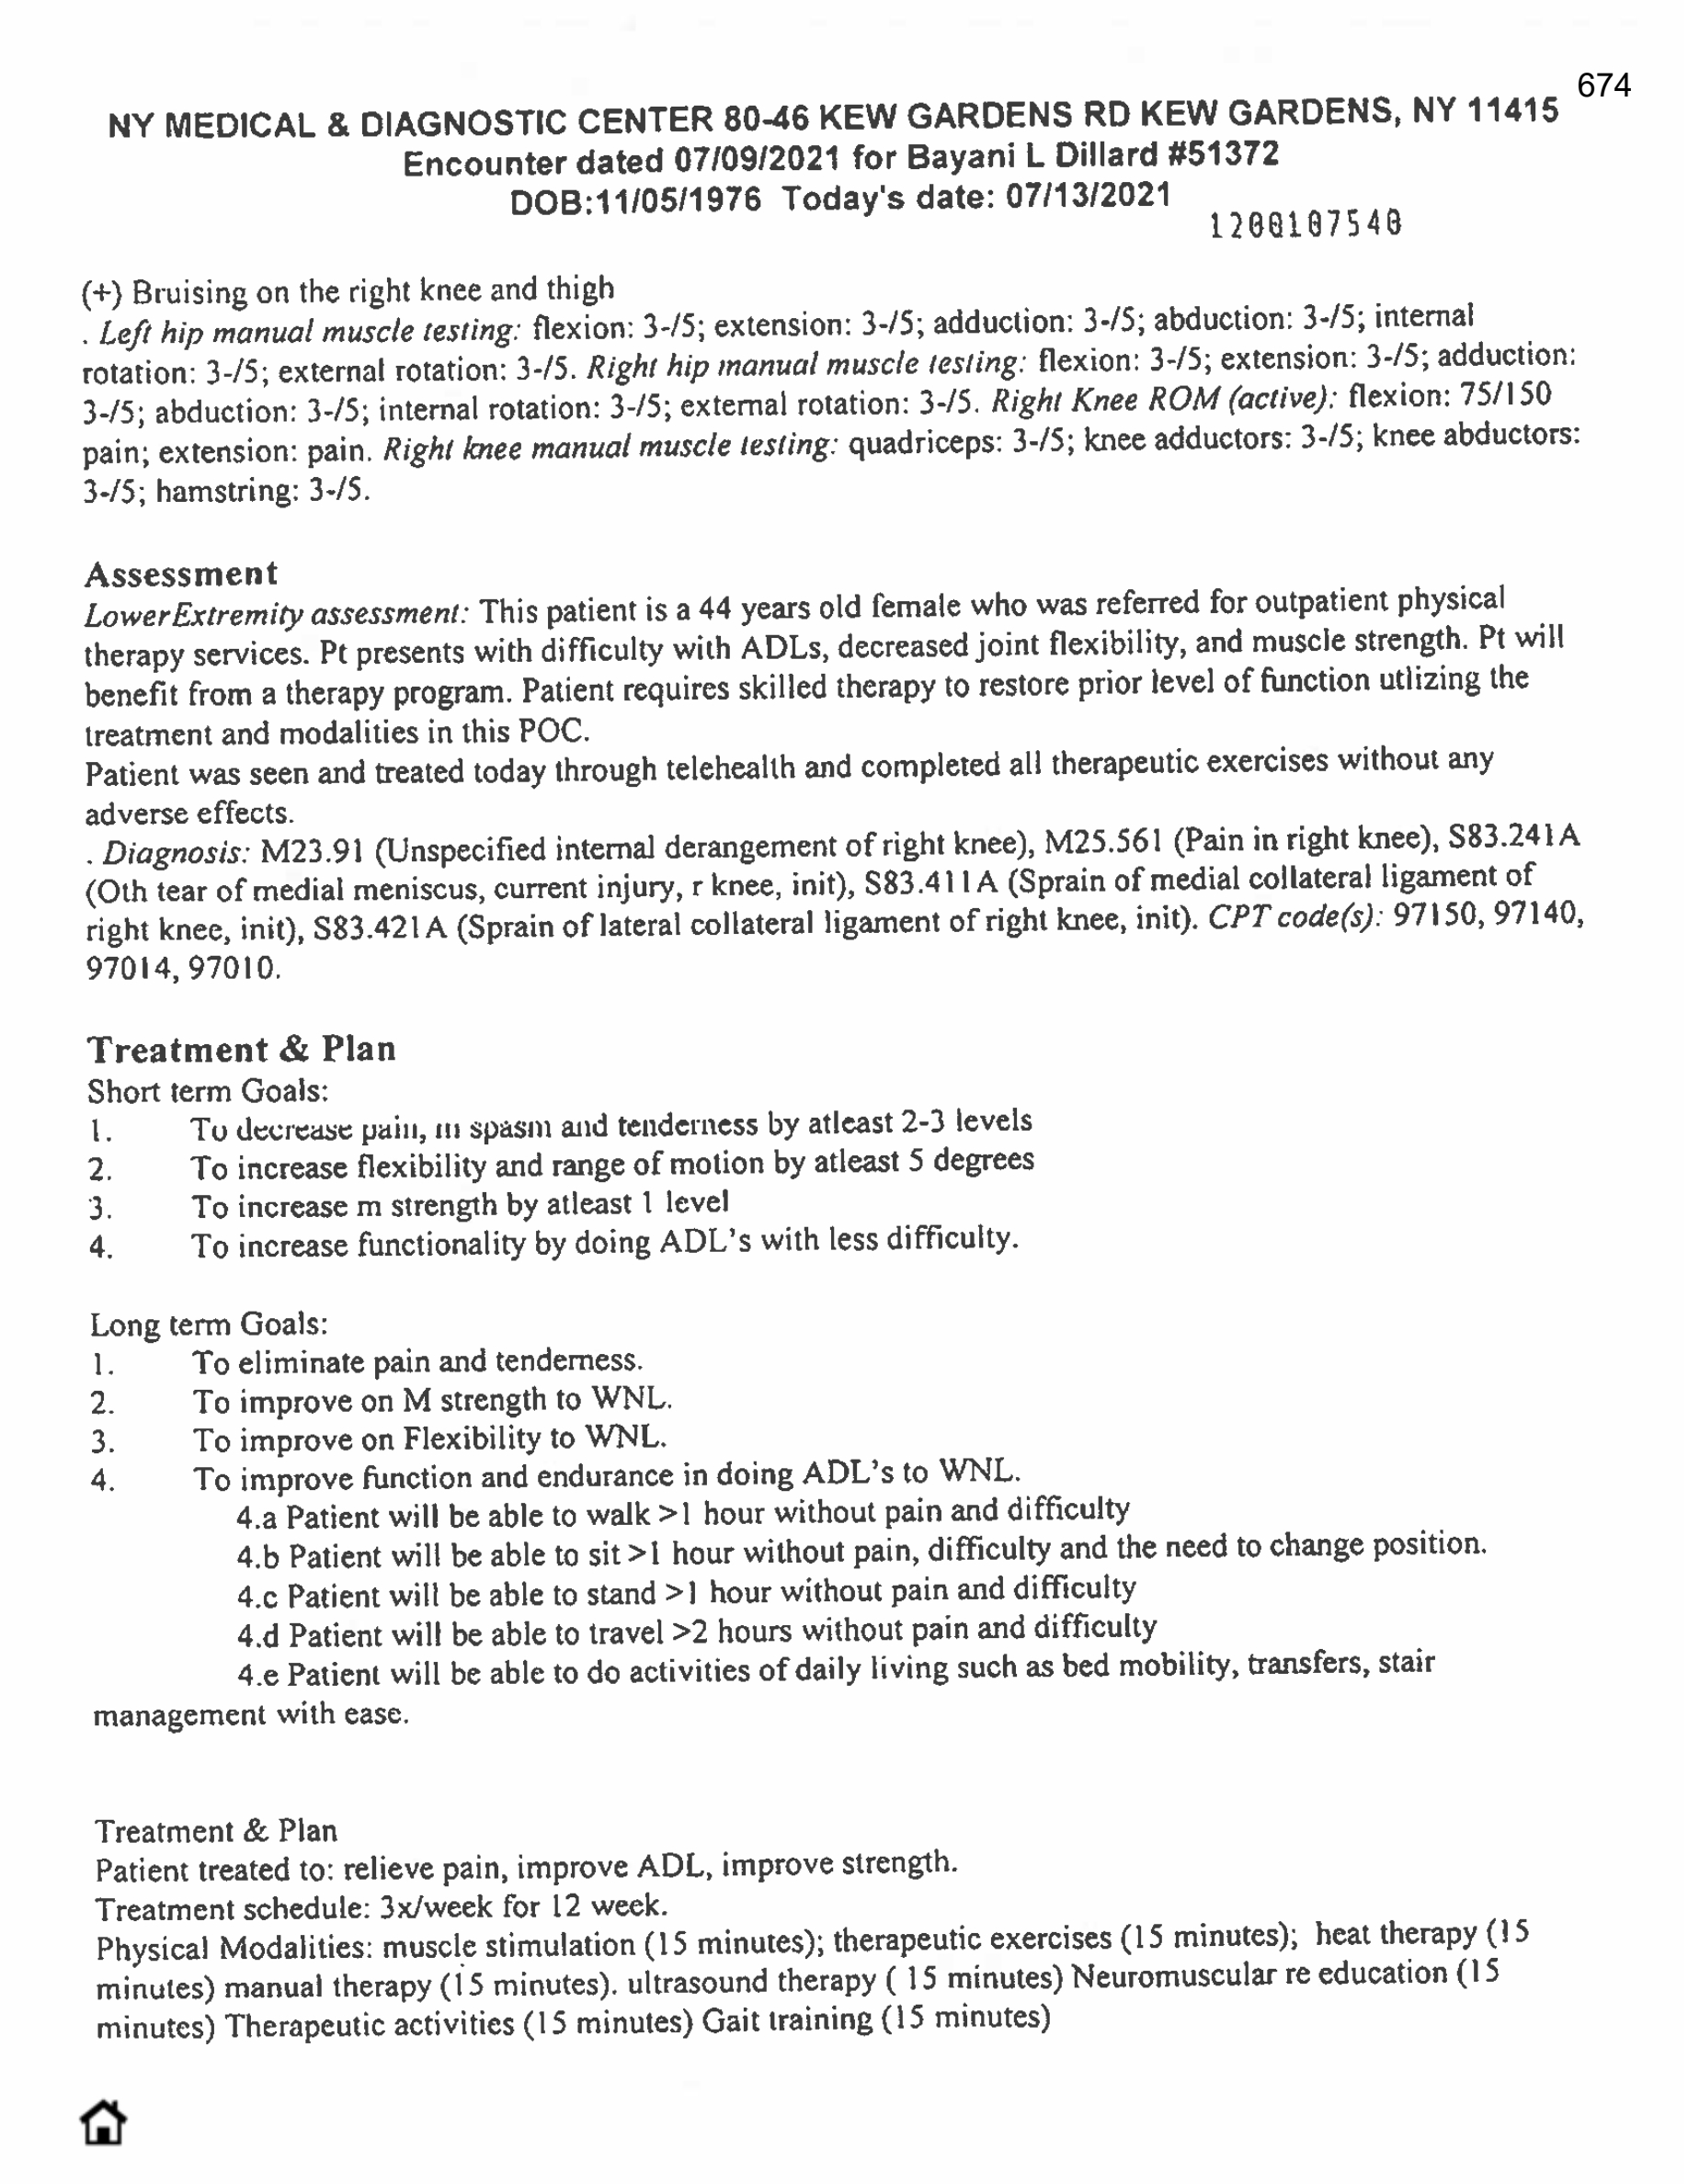 674
NY MEDICAL & DIAGNOSTIC CENTER 80-46 KEW GARDENS RD KEW GARDENS, NY 11415
Encounter dated 07/09/2021 for Bayani L Dillard #51372
DOB:11/05/1976 Today's date: 07/13/2021
1200107540
(+) Bruising on the right knee and thigh
. Left hip manual muscle testing: flexion: 3-/5; extension: 3-/5; adduction: 3-/5; abduction: 3-/5; internal
rotation: 3-/5; external rotation: 3-/5. Right hip manual muscle testing: flexion: 3-/5; extension: 3-/5; adduction:
3-/5; abduction: 3-/5; internal rotation: 3-/5; external rotation: 3-/5. Right Knee ROM (active): flexion: 75/150
pain; extension: pain. Right knee manual muscle testing: quadriceps: 3-/5; knee adductors: 3-/5; knee abductors:
3-/5; hamstring: 3-/5.
Assessment
LowerExtremity assessment: This patient is a 44 years old female who was referred for outpatient physical
therapy services. Pt presents with difficulty with ADLs, decreased joint flexibility, and muscle strength. Pt will
benefit from a therapy program. Patient requires skilled therapy to restore prior level of function utlizing the
treatment and modalities in this POC.
Patient was seen and treated today through telehealth and completed all therapeutic exercises without any
adverse effects.
. Diagnosis: M23.91 (Unspecified internal derangement of right knee), M25.561 (Pain in right knee), S83.241A
(Oth tear of medial meniscus, current injury, r knee, init), S83.411A (Sprain of medial collateral ligament of
right knee, init), S83.421A (Sprain of lateral collateral ligament of right knee, init). CPT code(s): 97150, 97140,
97014, 97010.
Treatment & Plan
Short term Goals:
1. To decrease pain, m spasm and tenderness by atleast 2-3 levels
2. To increase flexibility and range of motion by atleast 5 degrees
3. To increase m strength by atleast 1 level
4. To increase functionality by doing ADL's with less difficulty.
Long term Goals:
1. To eliminate pain and tenderness.
2. To improve on M strength to WNL.
3. To improve on Flexibility to WNL.
4. To improve function and endurance in doing ADL's to WNL.
4.a Patient will be able to walk >1 hour without pain and difficulty
4.b Patient will be able to sit >1 hour without pain, difficulty and the need to change position.
4.c Patient will be able to stand >1 hour without pain and difficulty
4.d Patient will be able to travel >2 hours without pain and difficulty
4.e Patient will be able to do activities of daily living such as bed mobility, transfers, stair
management with ease.
Treatment & Plan
Patient treated to: relieve pain, improve ADL, improve strength.
Treatment schedule: 3x/week for 12 week.
Physical Modalities: muscle stimulation (15 minutes); therapeutic exercises (15 minutes); heat therapy (15
minutes) manual therapy (15 minutes). ultrasound therapy ( 15 minutes) Neuromuscular re education (15
minutes) Therapeutic activities (15 minutes) Gait training (15 minutes)